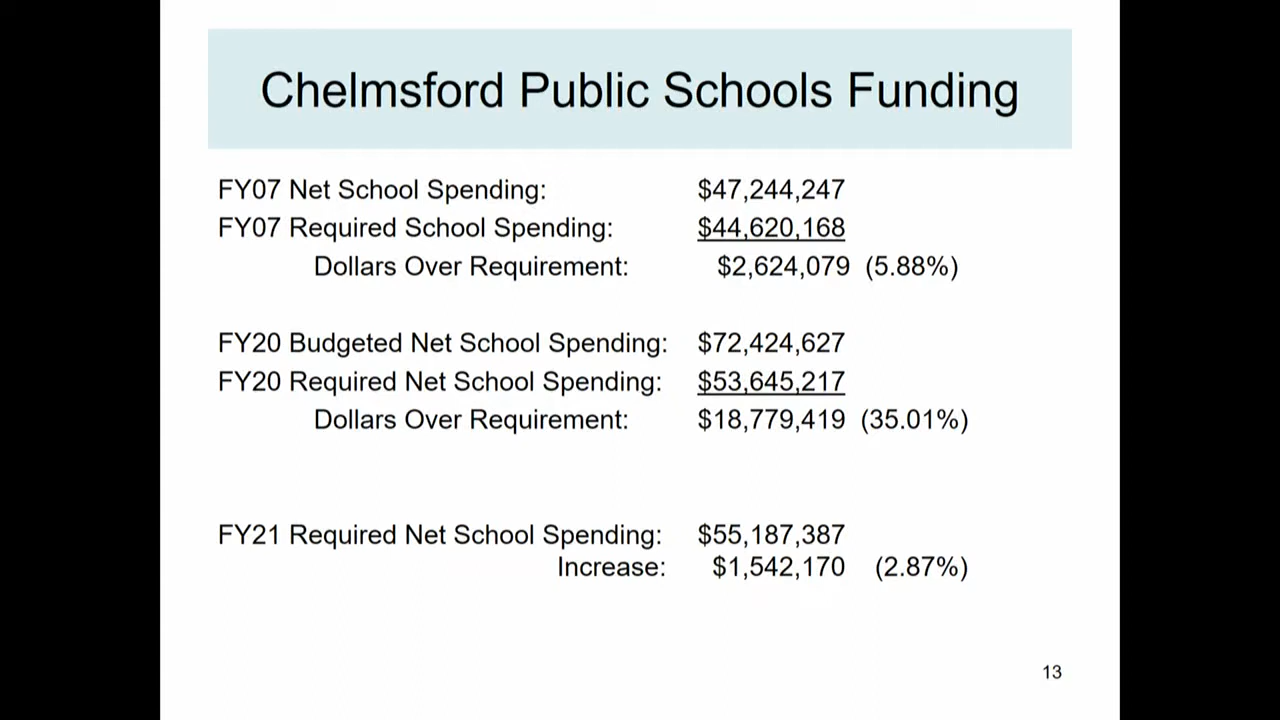 Chelmsford Public Schools Funding
FY07 Net School Spending: $47,244,247
FY07 Required School Spending: $44,620,168
Dollars Over Requirement: $2,624,079 (5.88%)
FY20 Budgeted Net School Spending: $72,424,627
FY20 Required Net School Spending: $53,645,217
Dollars Over Requirement: $18,779,419 (35.01%)
FY21 Required Net School Spending: $55,187,387
Increase: $1,542,170 (2.87%)
13